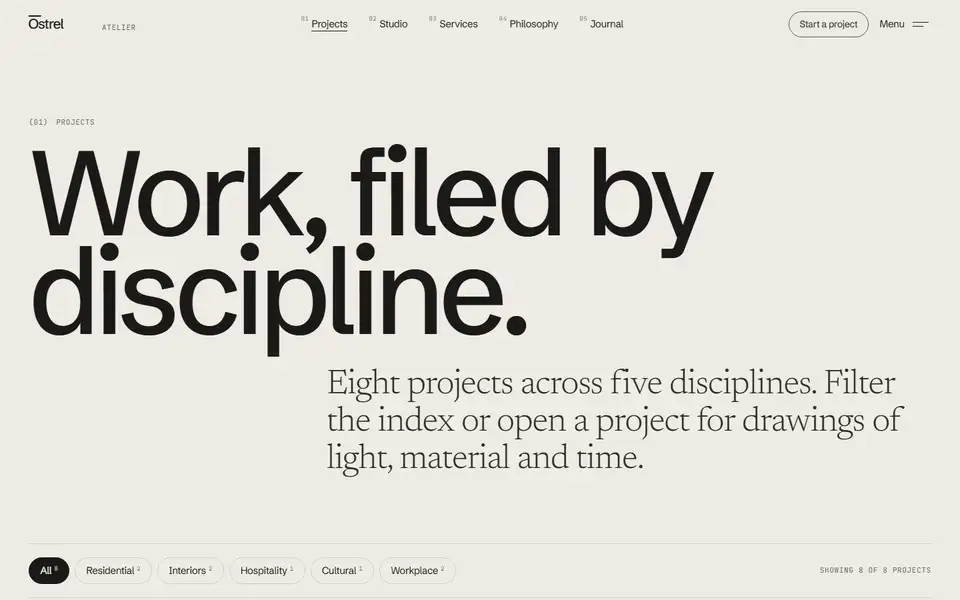 Ōstrel
ATELIER
01 Projects
02 Studio
03 Services
04 Philosophy
05 Journal
Start a project
Menu
(01) PROJECTS
Work, filed by
discipline.
Eight projects across five disciplines. Filter
the index or open a project for drawings of
light, material and time.
All 8
Residential 2
Interiors 2
Hospitality 1
Cultural 1
Workplace 2
SHOWING 8 OF 8 PROJECTS